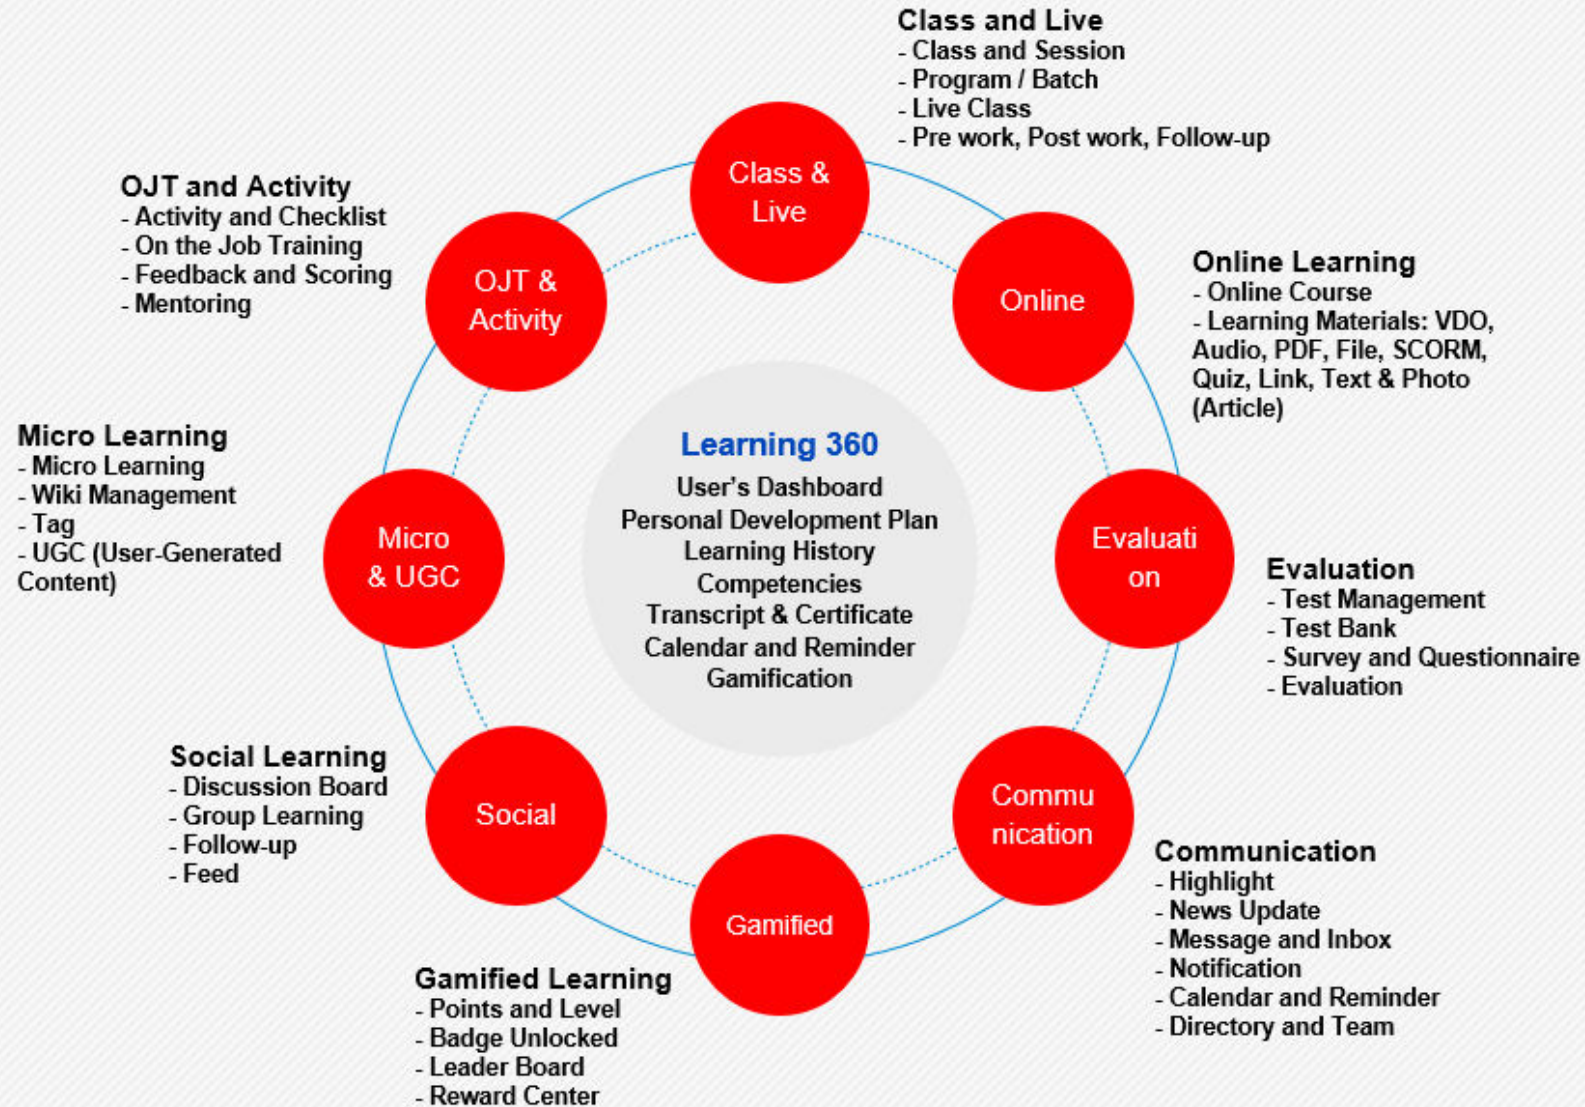 Class and Live
- Class and Session
- Program / Batch
- Live Class
- Pre work, Post work, Follow-up
Class &
Live
OJT and Activity
- Activity and Checklist
- On the Job Training
- Feedback and Scoring
- Mentoring
OJT &
Activity
Online
Online Learning
- Online Course
- Learning Materials: VDO,
Audio, PDF, File, SCORM,
Quiz, Link, Text & Photo
(Article)
Micro Learning
- Micro Learning
- Wiki Management
- Tag
- UGC (User-Generated
Content)
Micro
& UGC
Learning 360
User's Dashboard
Personal Development Plan
Learning History
Competencies
Transcript & Certificate
Calendar and Reminder
Gamification
Evaluati
on
Evaluation
- Test Management
- Test Bank
- Survey and Questionnaire
- Evaluation
Social Learning
- Discussion Board
- Group Learning
- Follow-up
- Feed
Social
Commu
nication
Communication
- Highlight
- News Update
- Message and Inbox
- Notification
- Calendar and Reminder
- Directory and Team
Gamified
Gamified Learning
- Points and Level
- Badge Unlocked
- Leader Board
- Reward Center